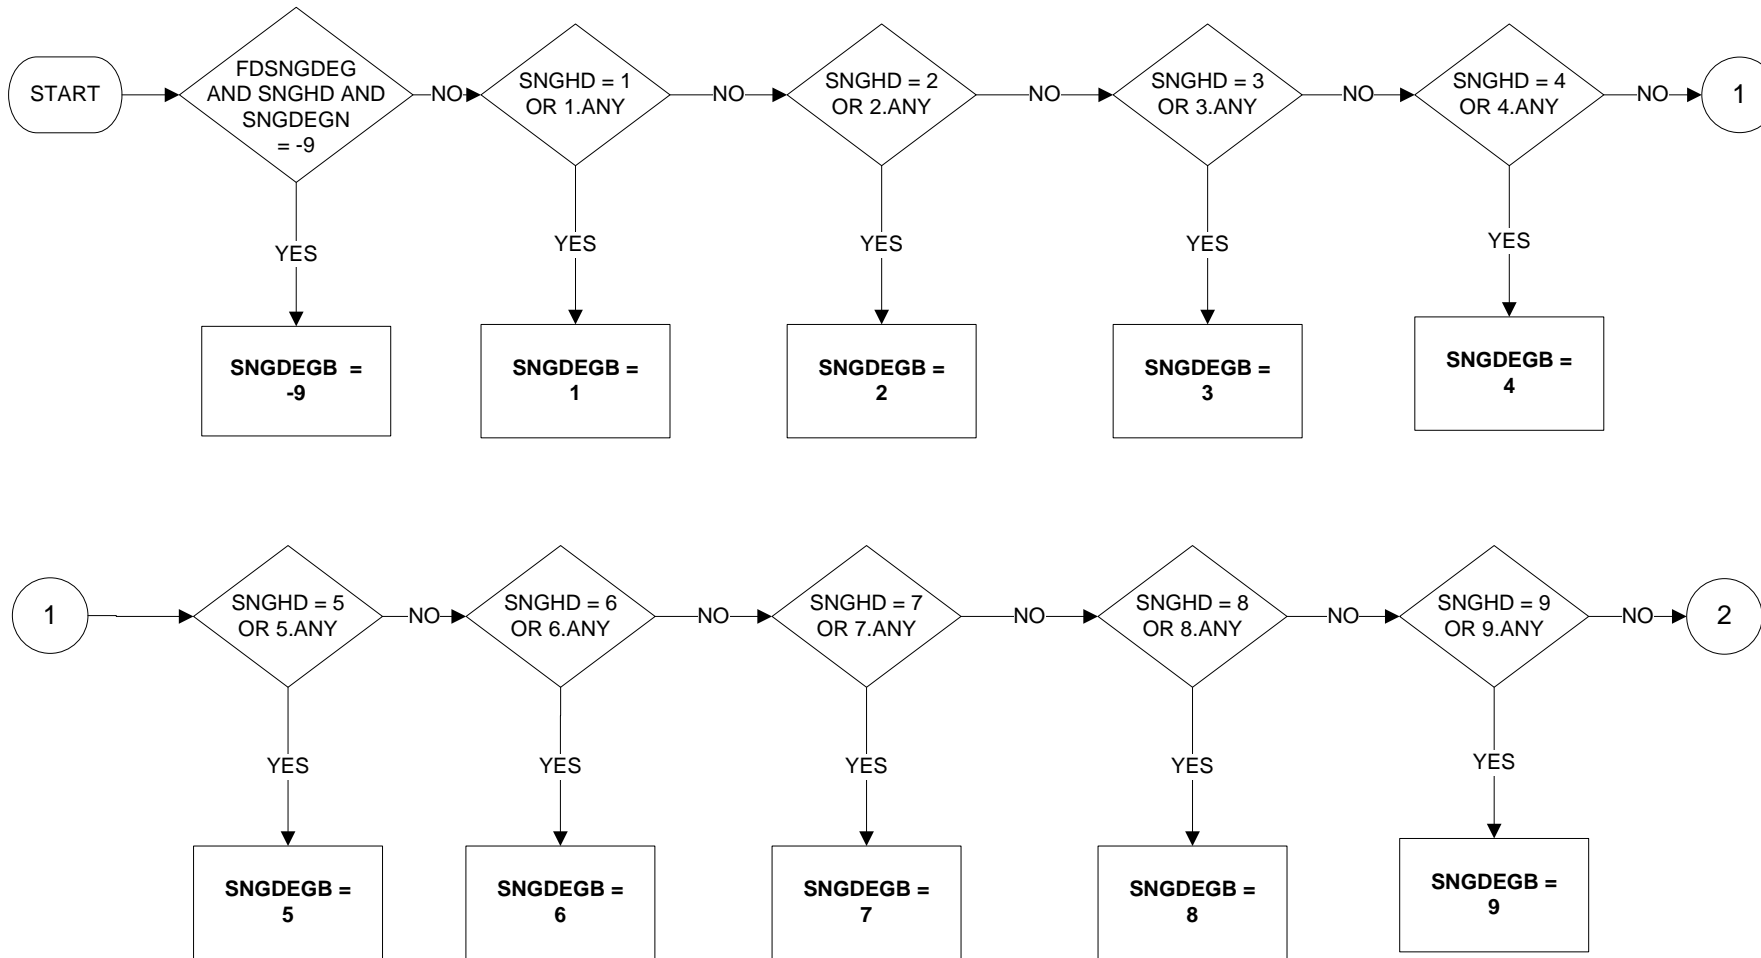 START
FDSNGDEG
AND SNGHD AND
SNGDEGN
= -9
NO
SNGHD = 1
OR 1.ANY
NO
SNGHD = 2
OR 2.ANY
NO
SNGHD = 3
OR 3.ANY
NO
SNGHD = 4
OR 4.ANY
NO
1
YES
YES
YES
YES
YES
SNGDEGB =
-9
SNGDEGB =
1
SNGDEGB =
2
SNGDEGB =
3
SNGDEGB =
4
1
SNGHD = 5
OR 5.ANY
NO
SNGHD = 6
OR 6.ANY
NO
SNGHD = 7
OR 7.ANY
NO
SNGHD = 8
OR 8.ANY
NO
SNGHD = 9
OR 9.ANY
NO
2
YES
YES
YES
YES
YES
SNGDEGB =
5
SNGDEGB =
6
SNGDEGB =
7
SNGDEGB =
8
SNGDEGB =
9